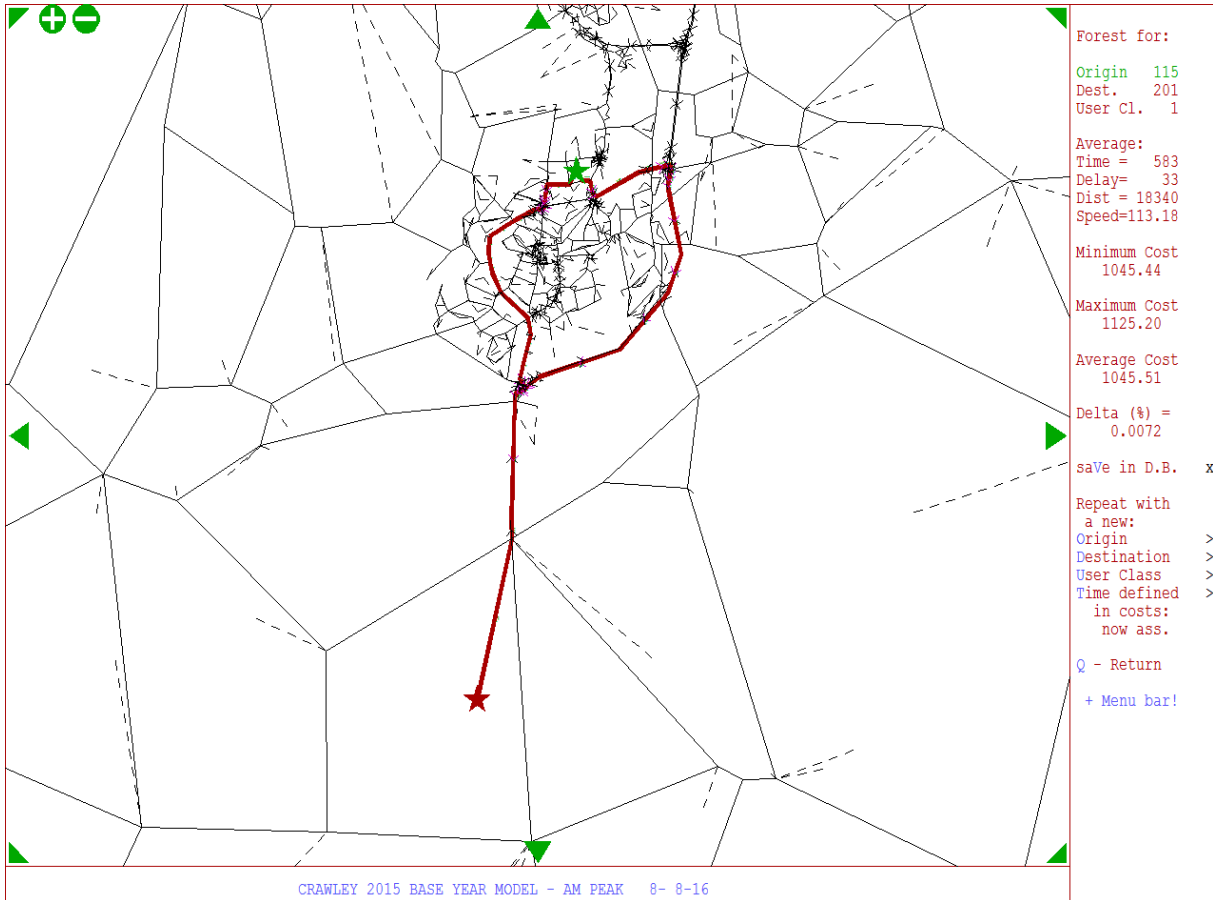 Forest for:
Origin 115
Dest. 201
User Cl. 1
Average:
Time = 583
Delay= 33
Dist = 18340
Speed=113.18
Minimum Cost
1045.44
Maximum Cost
1125.20
Average Cost
1045.51
Delta (%) =
0.0072
saVe in D.B. x
Repeat with
a new:
Origin >
Destination >
User Class >
Time defined >
in costs:
now ass.
Q - Return
+ Menu bar!
CRAWLEY 2015 BASE YEAR MODEL - AM PEAK 8- 8-16